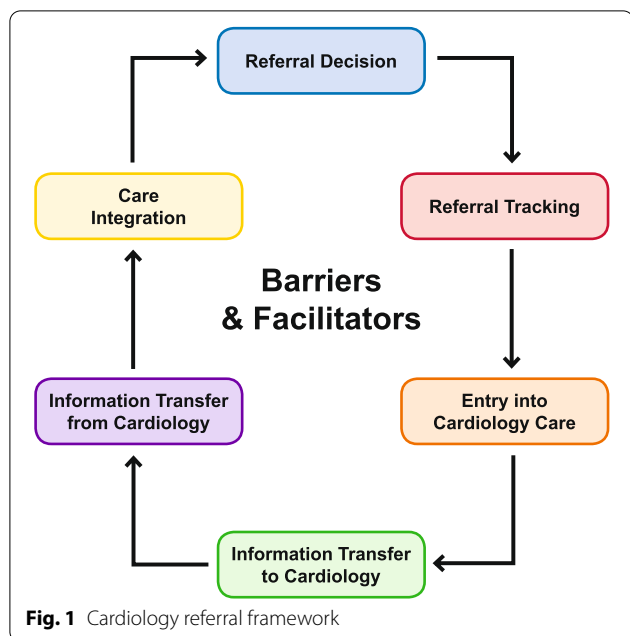 Referral Decision
Referral Tracking
Entry into
Cardiology Care
Information Transfer
to Cardiology
Information Transfer
from Cardiology
Care
Integration
Barriers
& Facilitators
Fig. 1 Cardiology referral framework